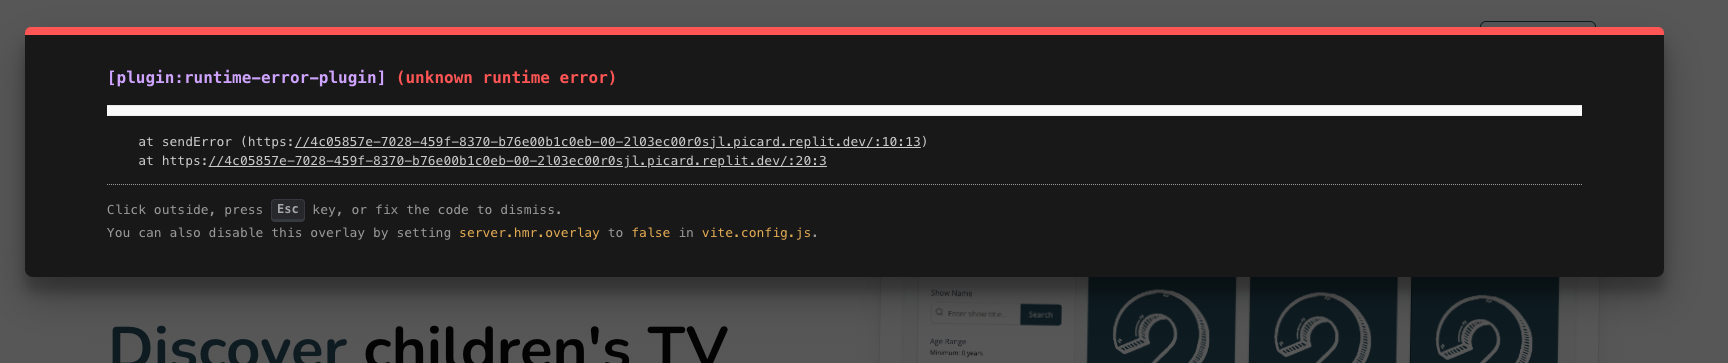 [plugin:runtime-error-plugin] (unknown runtime error)
at sendError (https://4c05857e-7028-459f-8370-b76e00b1c0eb-00-2l03ec00r0sjl.picard.replit.dev/:10:13)
at https://4c05857e-7028-459f-8370-b76e00b1c0eb-00-2l03ec00r0sjl.picard.replit.dev/:20:3
Click outside, press Esc key, or fix the code to dismiss.
You can also disable this overlay by setting server.hmr.overlay to false in vite.config.js.
Show Name
Enter show title... Search
Age Range
Minimum: 0 years
Discover children's TV